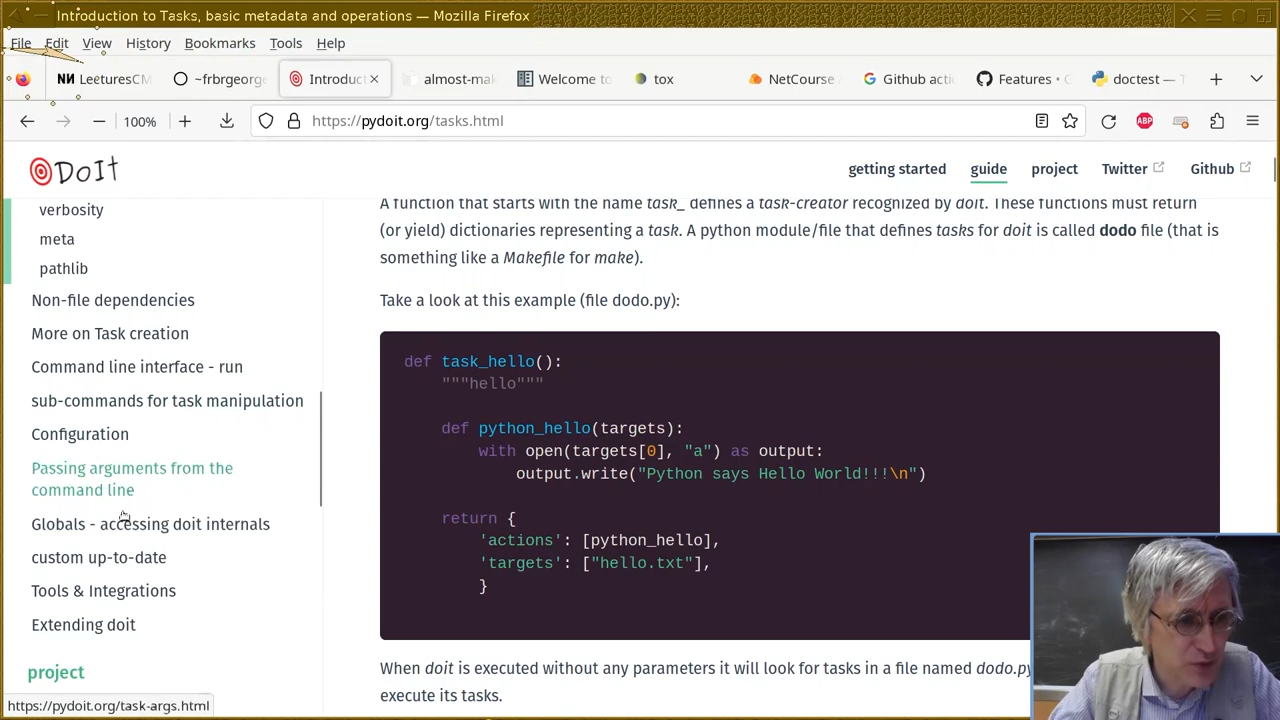 Introduction to Tasks, basic metadata and operations — Mozilla Firefox
File Edit View History Bookmarks Tools Help
LecturesCM ~frbrgeorge Introduct almost-mak Welcome to tox NetCourse Github acti Features · G doctest — T
100% https://pydoit.org/tasks.html ABP
DoIt getting started guide project Twitter Github
verbosity
meta
pathlib
Non-file dependencies
More on Task creation
Command line interface - run
sub-commands for task manipulation
Configuration
Passing arguments from the
command line
Globals - accessing doit internals
custom up-to-date
Tools & Integrations
Extending doit
project
https://pydoit.org/task-args.html
A function that starts with the name task_ defines a task-creator recognized by doit. These functions must return
(or yield) dictionaries representing a task. A python module/file that defines tasks for doit is called dodo file (that is
something like a Makefile for make).
Take a look at this example (file dodo.py):
def task_hello():
"""hello"""
def python_hello(targets):
with open(targets[0], "a") as output:
output.write("Python says Hello World!!!\n")
return {
'actions': [python_hello],
'targets': ["hello.txt"],
}
When doit is executed without any parameters it will look for tasks in a file named dodo.py
execute its tasks.